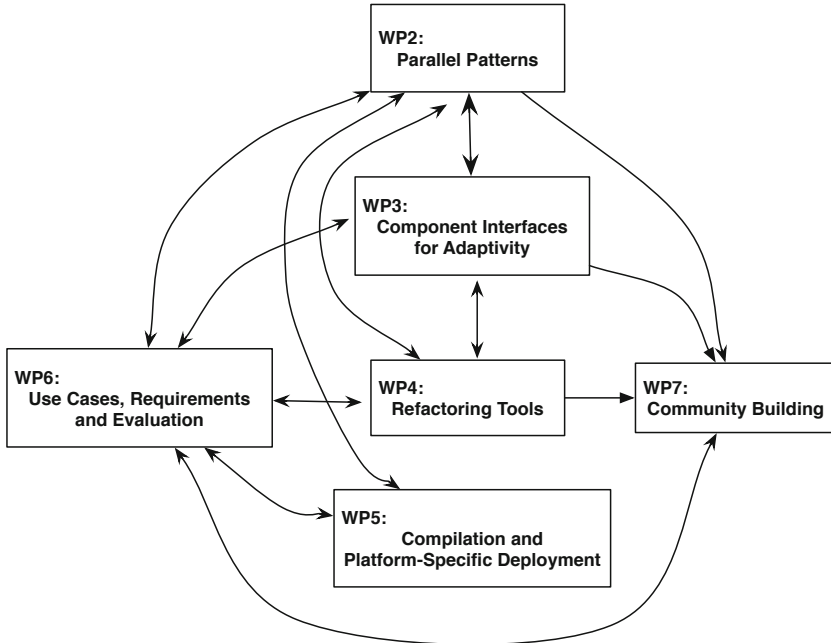 WP2:
Parallel Patterns
WP3:
Component Interfaces
for Adaptivity
WP6:
Use Cases, Requirements
and Evaluation
WP4:
Refactoring Tools
WP7:
Community Building
WP5:
Compilation and
Platform-Specific Deployment